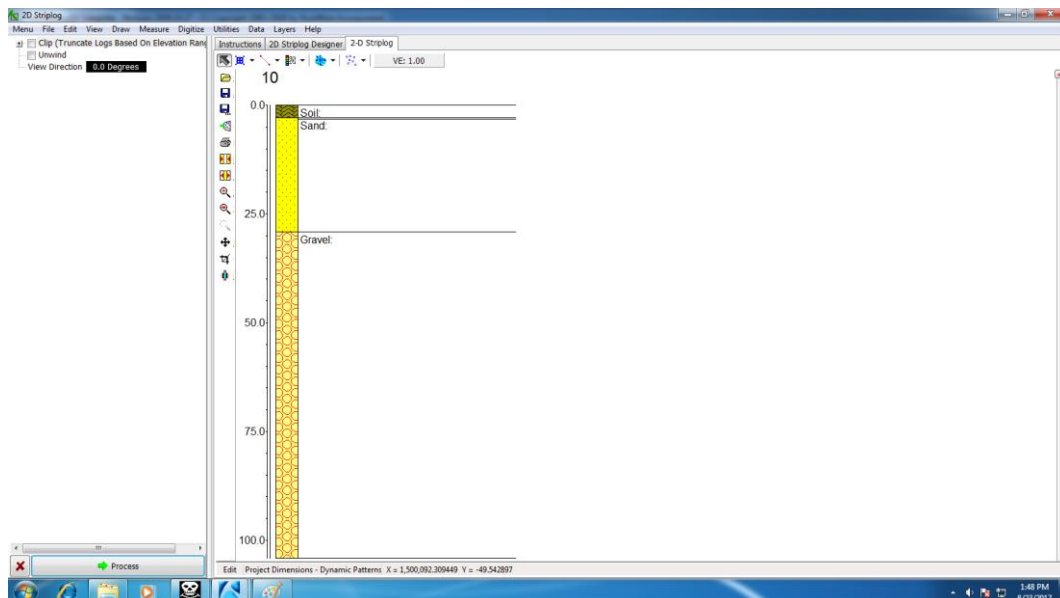 2D Striplog
Menu File Edit View Draw Measure Digitize Utilities Data Layers Help
Clip (Truncate Logs Based On Elevation Rang
Unwind
View Direction 0.0 Degrees
Instructions 2D Striplog Designer 2-D Striplog
VE: 1.00
10
0.0
Soil:
Sand:
25.0
Gravel:
50.0
75.0
100.0
Process
Edit Project Dimensions - Dynamic Patterns X = 1,500,092.309449 Y = -49.542897
1:48 PM